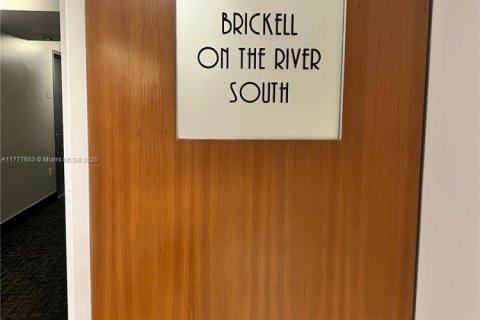 BRICKELL
ON THE RIVER
SOUTH
A11777653 © Miami MLS® 2025